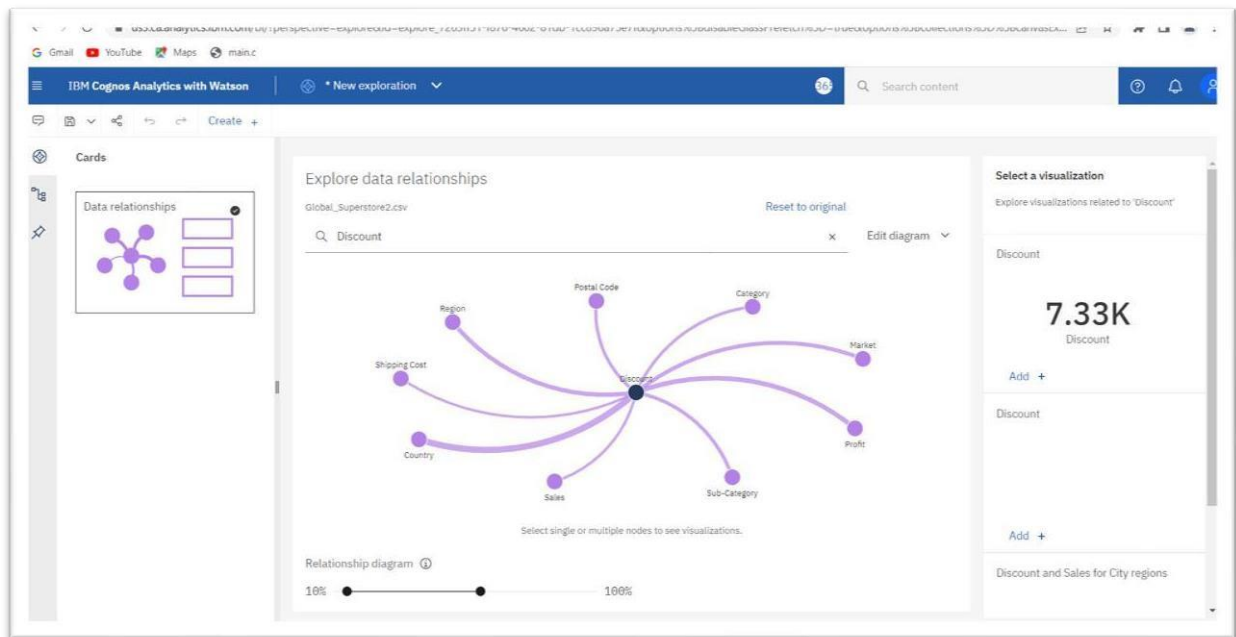 Gmail YouTube Maps main.c
IBM Cognos Analytics with Watson * New exploration Search content
Create +
Cards
Data relationships
Explore data relationships
Global_Superstore2.csv Reset to original
Discount × Edit diagram
Postal Code
Category
Region
Market
Shipping Cost
Discount
Profit
Country
Sub-Category
Sales
Select single or multiple nodes to see visualizations.
Relationship diagram
10% 100%
Select a visualization
Explore visualizations related to 'Discount'
Discount
7.33K
Discount
Add +
Discount
Add +
Discount and Sales for City regions